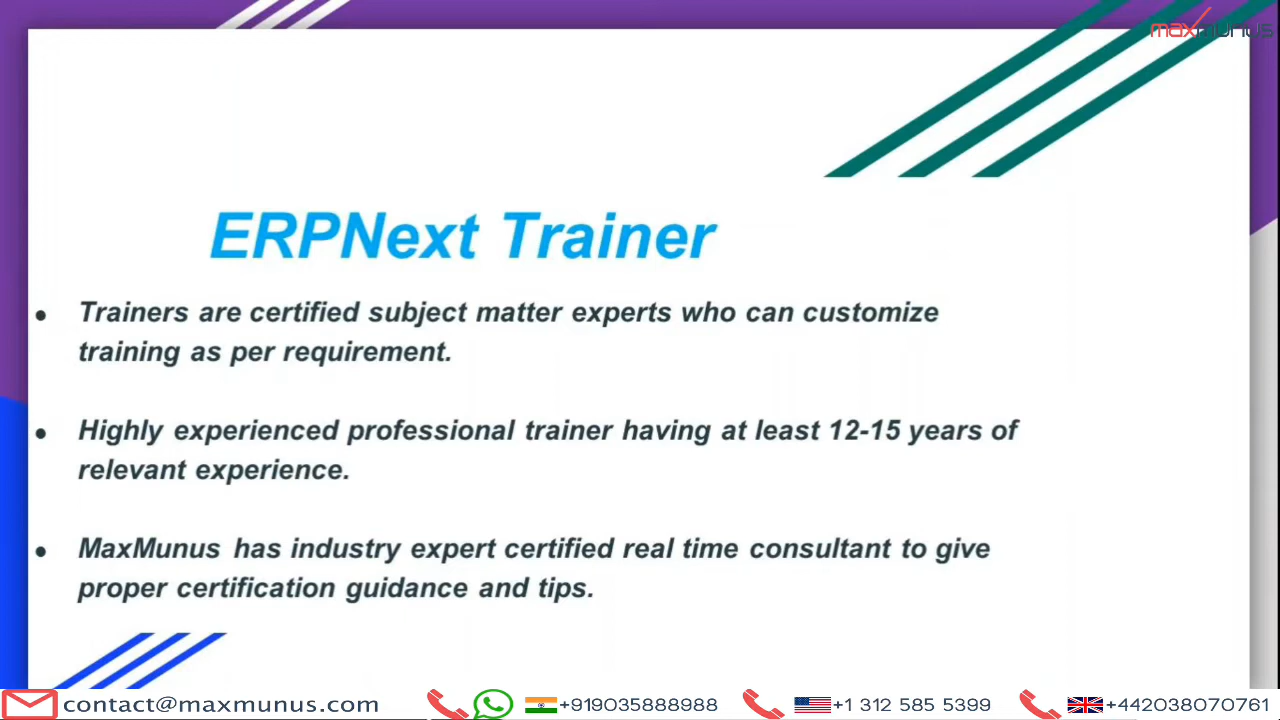 maxmunus
ERPNext Trainer
● Trainers are certified subject matter experts who can customize
training as per requirement.
● Highly experienced professional trainer having at least 12-15 years of
relevant experience.
● MaxMunus has industry expert certified real time consultant to give
proper certification guidance and tips.
contact@maxmunus.com +919035888988 +1 312 585 5399 +442038070761